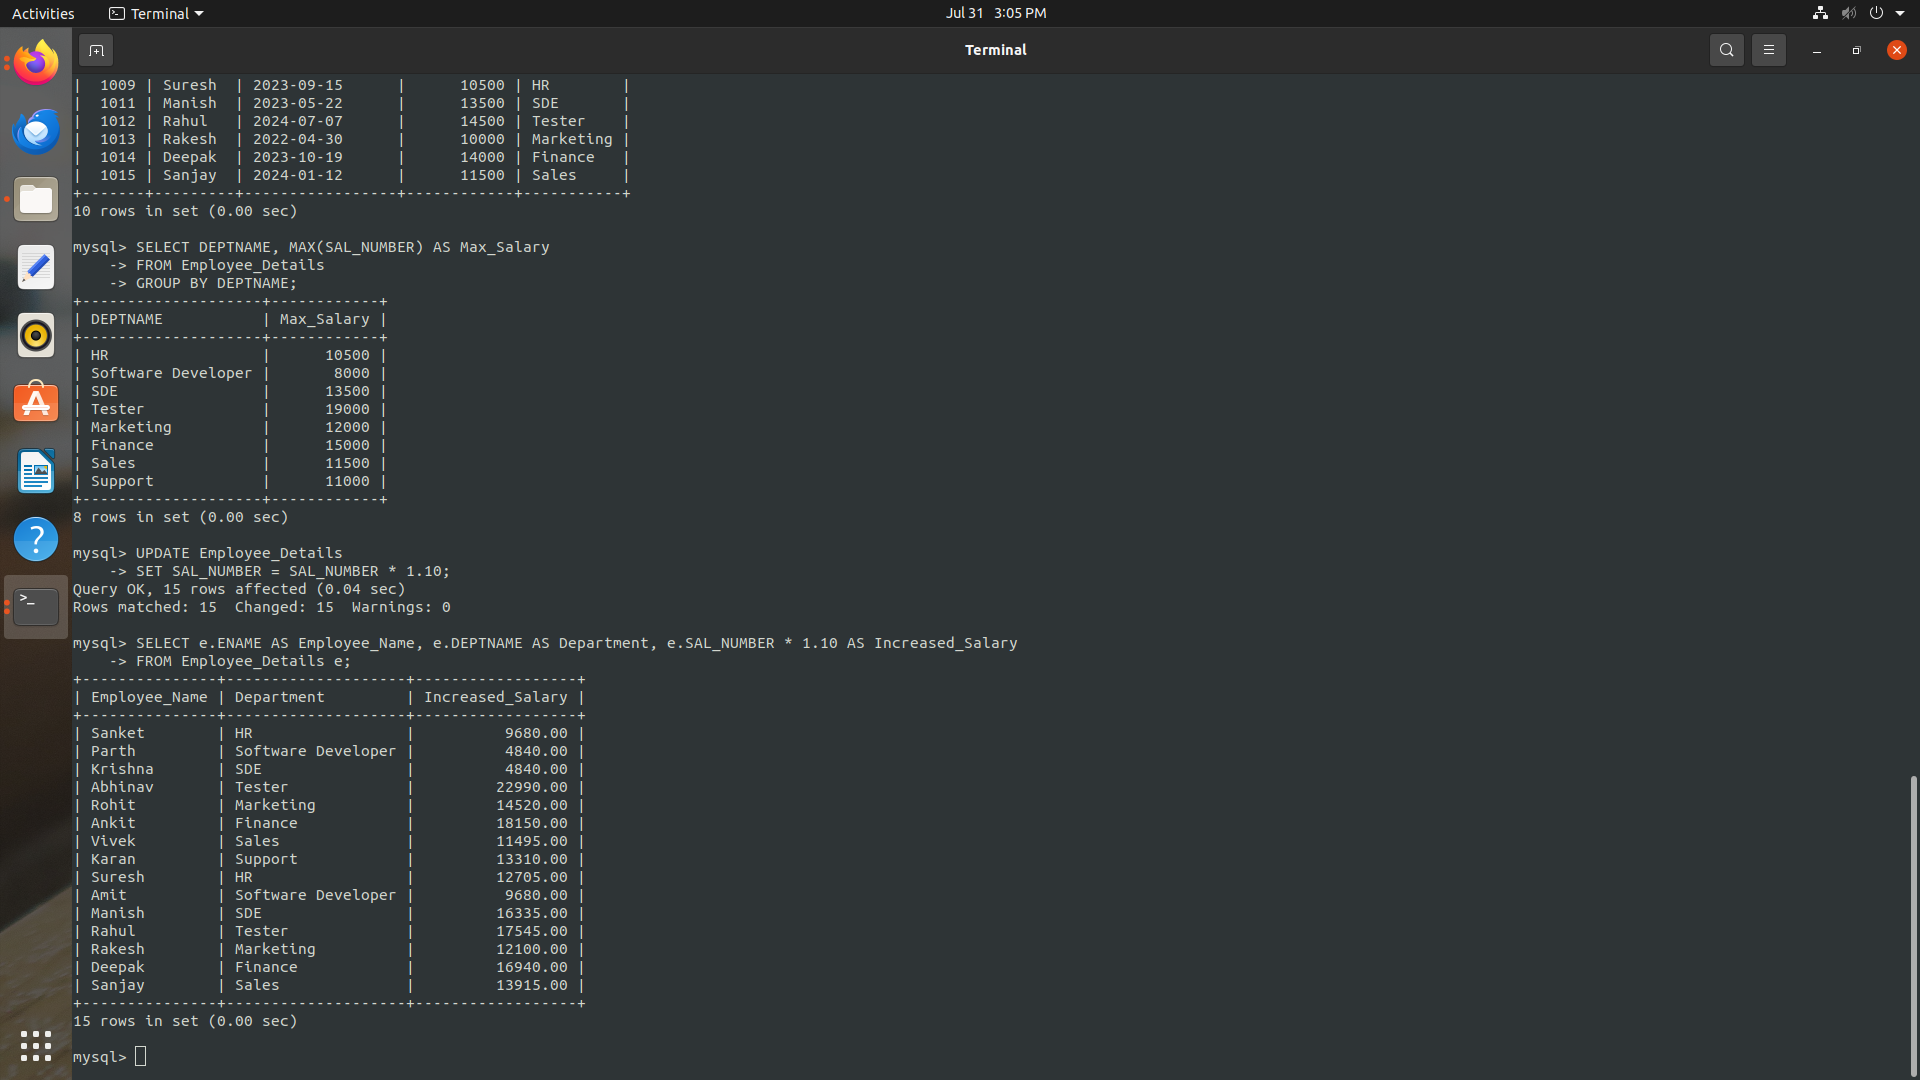 Activities Terminal Jul 31 3:05 PM
Terminal
| 1009 | Suresh | 2023-09-15 | 10500 | HR |
| 1011 | Manish | 2023-05-22 | 13500 | SDE |
| 1012 | Rahul | 2024-07-07 | 14500 | Tester |
| 1013 | Rakesh | 2022-04-30 | 10000 | Marketing |
| 1014 | Deepak | 2023-10-19 | 14000 | Finance |
| 1015 | Sanjay | 2024-01-12 | 11500 | Sales |
+-------+---------+-----------------+------------+-----------+
10 rows in set (0.00 sec)
mysql> SELECT DEPTNAME, MAX(SAL_NUMBER) AS Max_Salary
-> FROM Employee_Details
-> GROUP BY DEPTNAME;
+--------------------+------------+
| DEPTNAME | Max_Salary |
+--------------------+------------+
| HR | 10500 |
| Software Developer | 8000 |
| SDE | 13500 |
| Tester | 19000 |
| Marketing | 12000 |
| Finance | 15000 |
| Sales | 11500 |
| Support | 11000 |
+--------------------+------------+
8 rows in set (0.00 sec)
mysql> UPDATE Employee_Details
-> SET SAL_NUMBER = SAL_NUMBER * 1.10;
Query OK, 15 rows affected (0.04 sec)
Rows matched: 15 Changed: 15 Warnings: 0
mysql> SELECT e.ENAME AS Employee_Name, e.DEPTNAME AS Department, e.SAL_NUMBER * 1.10 AS Increased_Salary
-> FROM Employee_Details e;
+---------------+--------------------+------------------+
| Employee_Name | Department | Increased_Salary |
+---------------+--------------------+------------------+
| Sanket | HR | 9680.00 |
| Parth | Software Developer | 4840.00 |
| Krishna | SDE | 4840.00 |
| Abhinav | Tester | 22990.00 |
| Rohit | Marketing | 14520.00 |
| Ankit | Finance | 18150.00 |
| Vivek | Sales | 11495.00 |
| Karan | Support | 13310.00 |
| Suresh | HR | 12705.00 |
| Amit | Software Developer | 9680.00 |
| Manish | SDE | 16335.00 |
| Rahul | Tester | 17545.00 |
| Rakesh | Marketing | 12100.00 |
| Deepak | Finance | 16940.00 |
| Sanjay | Sales | 13915.00 |
+---------------+--------------------+------------------+
15 rows in set (0.00 sec)
mysql>